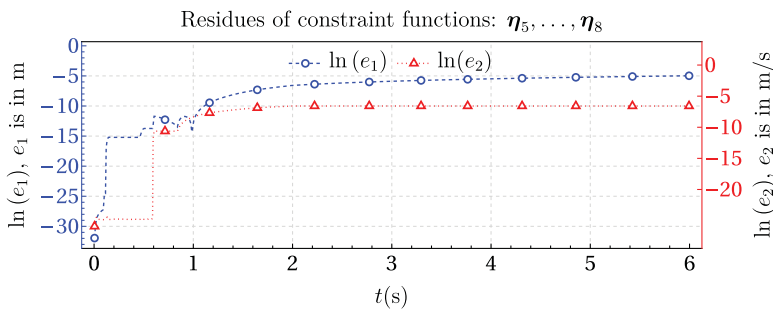 Residues of constraint functions: η₅, . . . , η₈
ln (e₁) ln(e₂)
ln (e₁), e₁ is in m
0
−5
−10
−15
−20
−25
−30
0
−5
−10
−15
−20
ln (e₂), e₂ is in m/s
0 1 2 3 4 5 6
t(s)